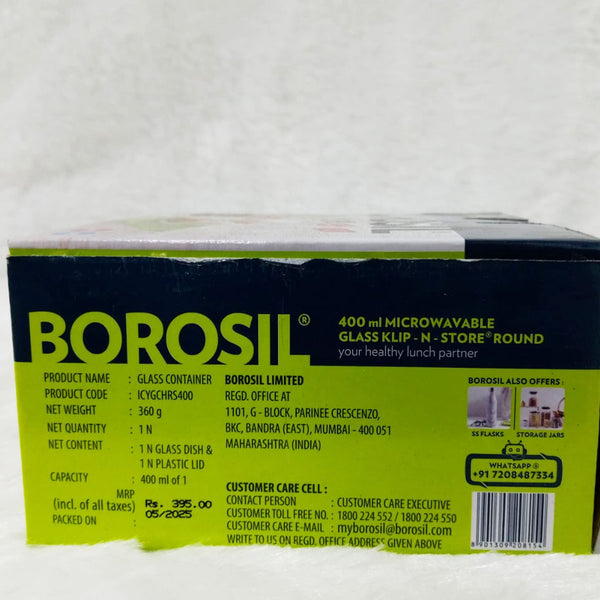 BOROSIL®
400 ml MICROWAVABLE
GLASS KLIP - N - STORE® ROUND
your healthy lunch partner
PRODUCT NAME : GLASS CONTAINER
PRODUCT CODE : ICYGCHRS400
NET WEIGHT : 360 g
NET QUANTITY : 1 N
NET CONTENT : 1 N GLASS DISH &
1 N PLASTIC LID
CAPACITY : 400 ml of 1
MRP
(incl. of all taxes) : Rs. 395.00
PACKED ON : 05/2025
BOROSIL LIMITED
REGD. OFFICE AT
1101, G - BLOCK, PARINEE CRESCENZO,
BKC, BANDRA (EAST), MUMBAI - 400 051
MAHARASHTRA (INDIA)
CUSTOMER CARE CELL :
CONTACT PERSON : CUSTOMER CARE EXECUTIVE
CUSTOMER TOLL FREE NO. : 1800 224 552 / 1800 224 550
CUSTOMER CARE E-MAIL : myborosil@borosil.com
WRITE TO US ON REGD. OFFICE ADDRESS GIVEN ABOVE
BOROSIL ALSO OFFERS :
SS FLASKS
STORAGE JARS
WHATSAPP @
+91 7208487334
8 901309 208154